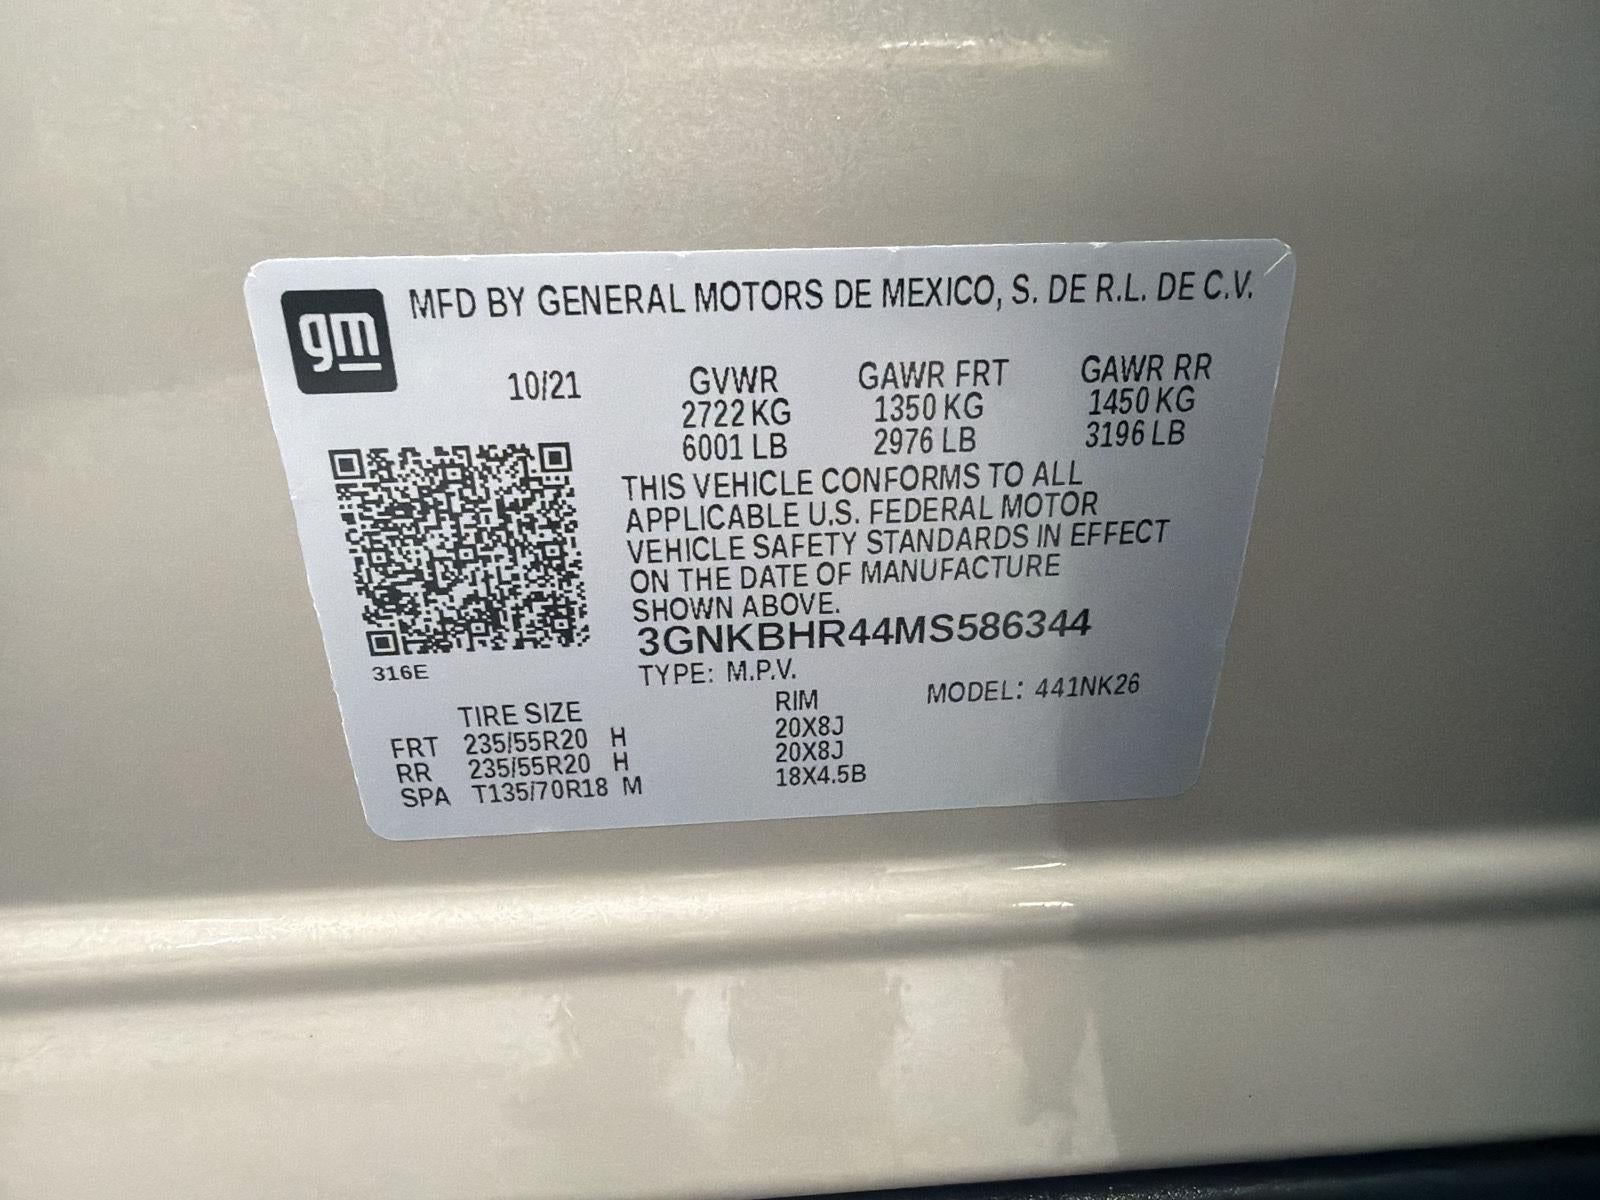 gm
MFD BY GENERAL MOTORS DE MEXICO, S. DE R.L. DE C.V.
10/21 GVWR GAWR FRT GAWR RR
2722 KG 1350 KG 1450 KG
6001 LB 2976 LB 3196 LB
THIS VEHICLE CONFORMS TO ALL
APPLICABLE U.S. FEDERAL MOTOR
VEHICLE SAFETY STANDARDS IN EFFECT
ON THE DATE OF MANUFACTURE
SHOWN ABOVE.
3GNKBHR44MS586344
316E
TYPE: M.P.V.
MODEL: 441NK26
TIRE SIZE RIM
FRT 235/55R20 H 20X8J
RR 235/55R20 H 20X8J
SPA T135/70R18 M 18X4.5B